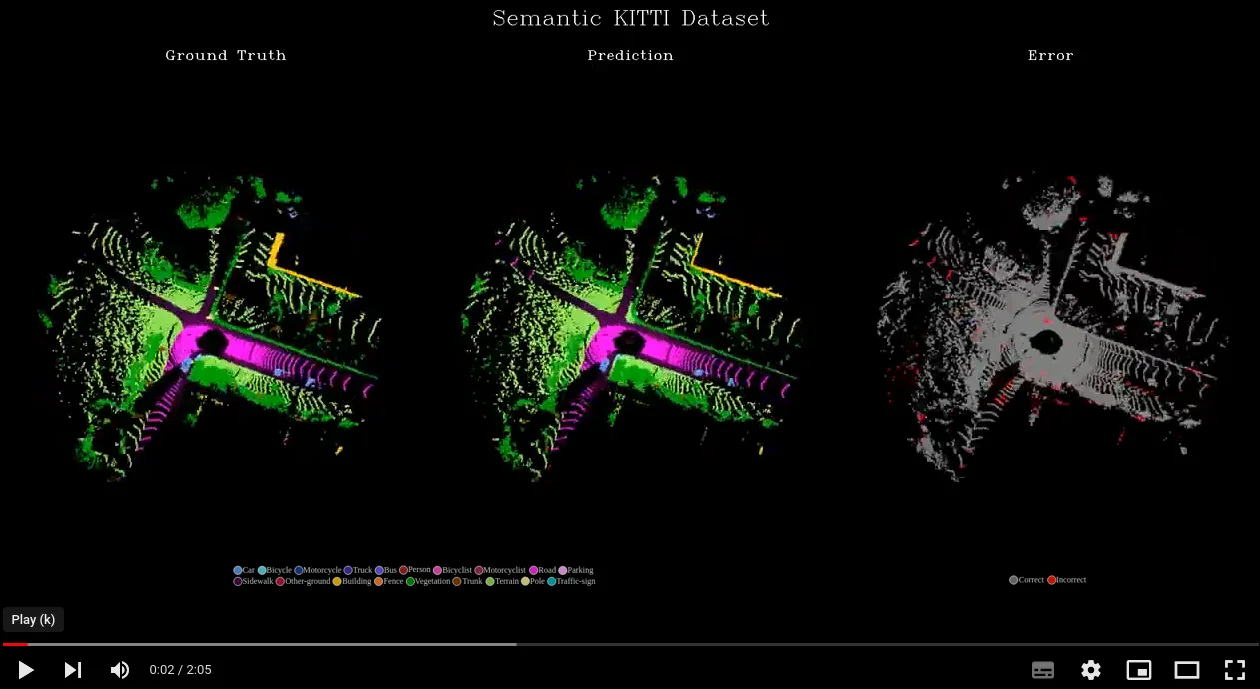 Semantic KITTI Dataset
Ground Truth Prediction Error
Car Bicycle Motorcycle Truck Bus Person Bicyclist Motorcyclist Road Parking
Sidewalk Other-ground Building Fence Vegetation Trunk Terrain Pole Traffic-sign
Correct Incorrect
Play (k)
0:02 / 2:05